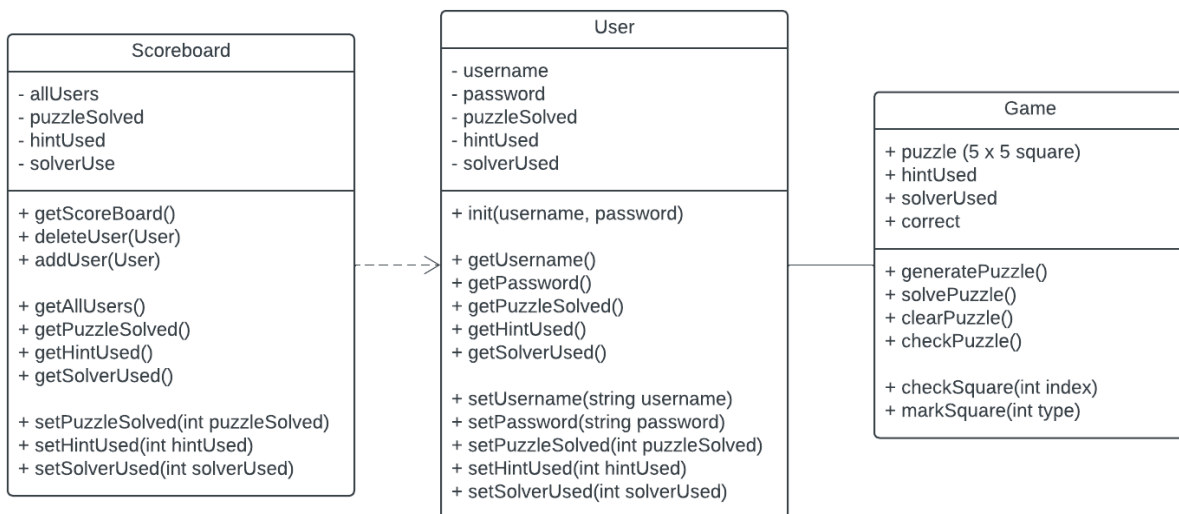 Scoreboard
- allUsers
- puzzleSolved
- hintUsed
- solverUse
+ getScoreBoard()
+ deleteUser(User)
+ addUser(User)
+ getAllUsers()
+ getPuzzleSolved()
+ getHintUsed()
+ getSolverUsed()
+ setPuzzleSolved(int puzzleSolved)
+ setHintUsed(int hintUsed)
+ setSolverUsed(int solverUsed)
User
- username
- password
- puzzleSolved
- hintUsed
- solverUsed
+ init(username, password)
+ getUsername()
+ getPassword()
+ getPuzzleSolved()
+ getHintUsed()
+ getSolverUsed()
+ setUsername(string username)
+ setPassword(string password)
+ setPuzzleSolved(int puzzleSolved)
+ setHintUsed(int hintUsed)
+ setSolverUsed(int solverUsed)
Game
+ puzzle (5 x 5 square)
+ hintUsed
+ solverUsed
+ correct
+ generatePuzzle()
+ solvePuzzle()
+ clearPuzzle()
+ checkPuzzle()
+ checkSquare(int index)
+ markSquare(int type)